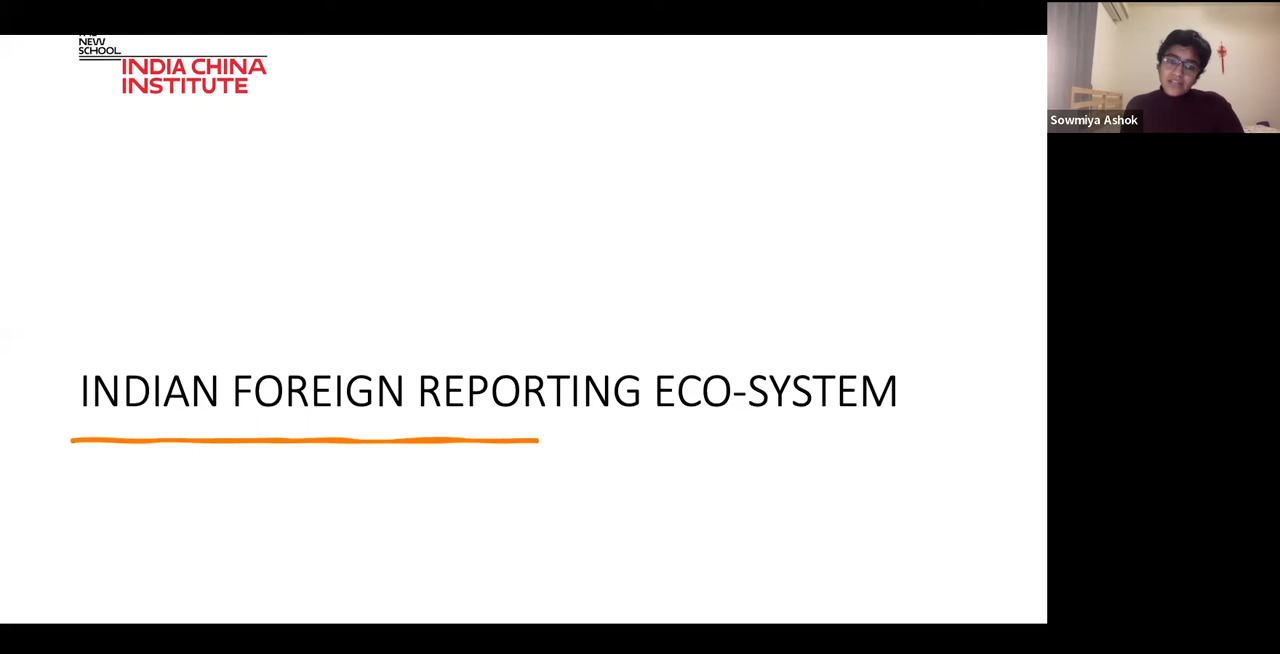 NEW
SCHOOL
INDIA CHINA
INSTITUTE
Sowmiya Ashok
INDIAN FOREIGN REPORTING ECO-SYSTEM